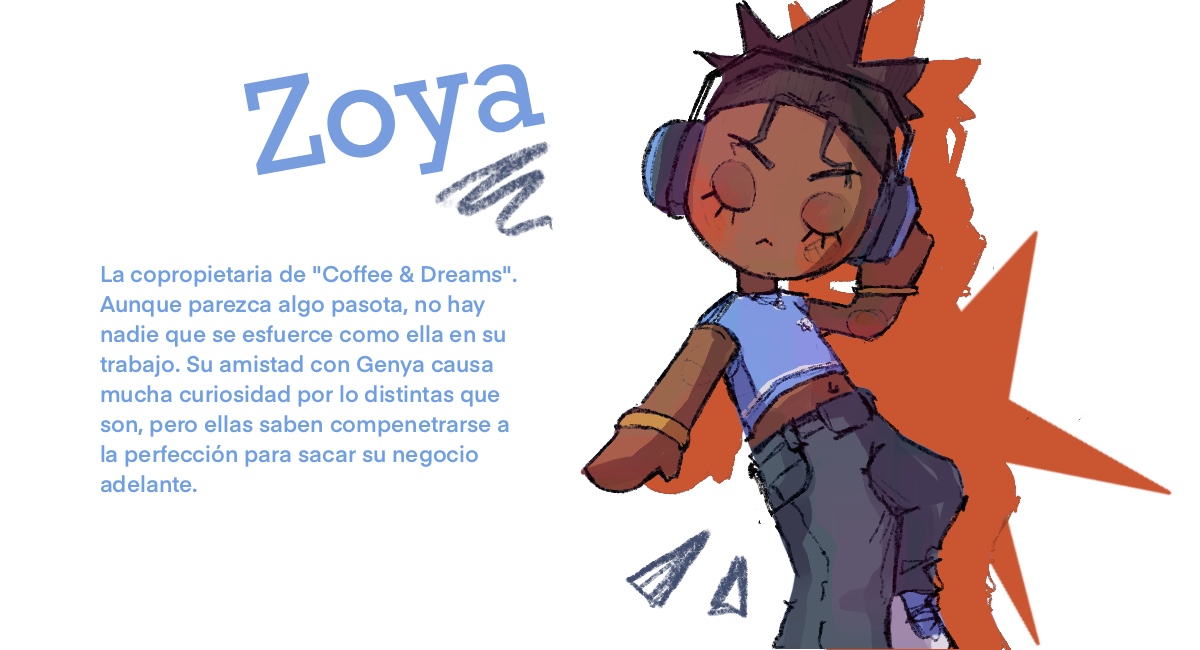 Zoya
La copropietaria de "Coffee & Dreams".
Aunque parezca algo pasota, no hay
nadie que se esfuerce como ella en su
trabajo. Su amistad con Genya causa
mucha curiosidad por lo distintas que
son, pero ellas saben compenetrarse a
la perfección para sacar su negocio
adelante.